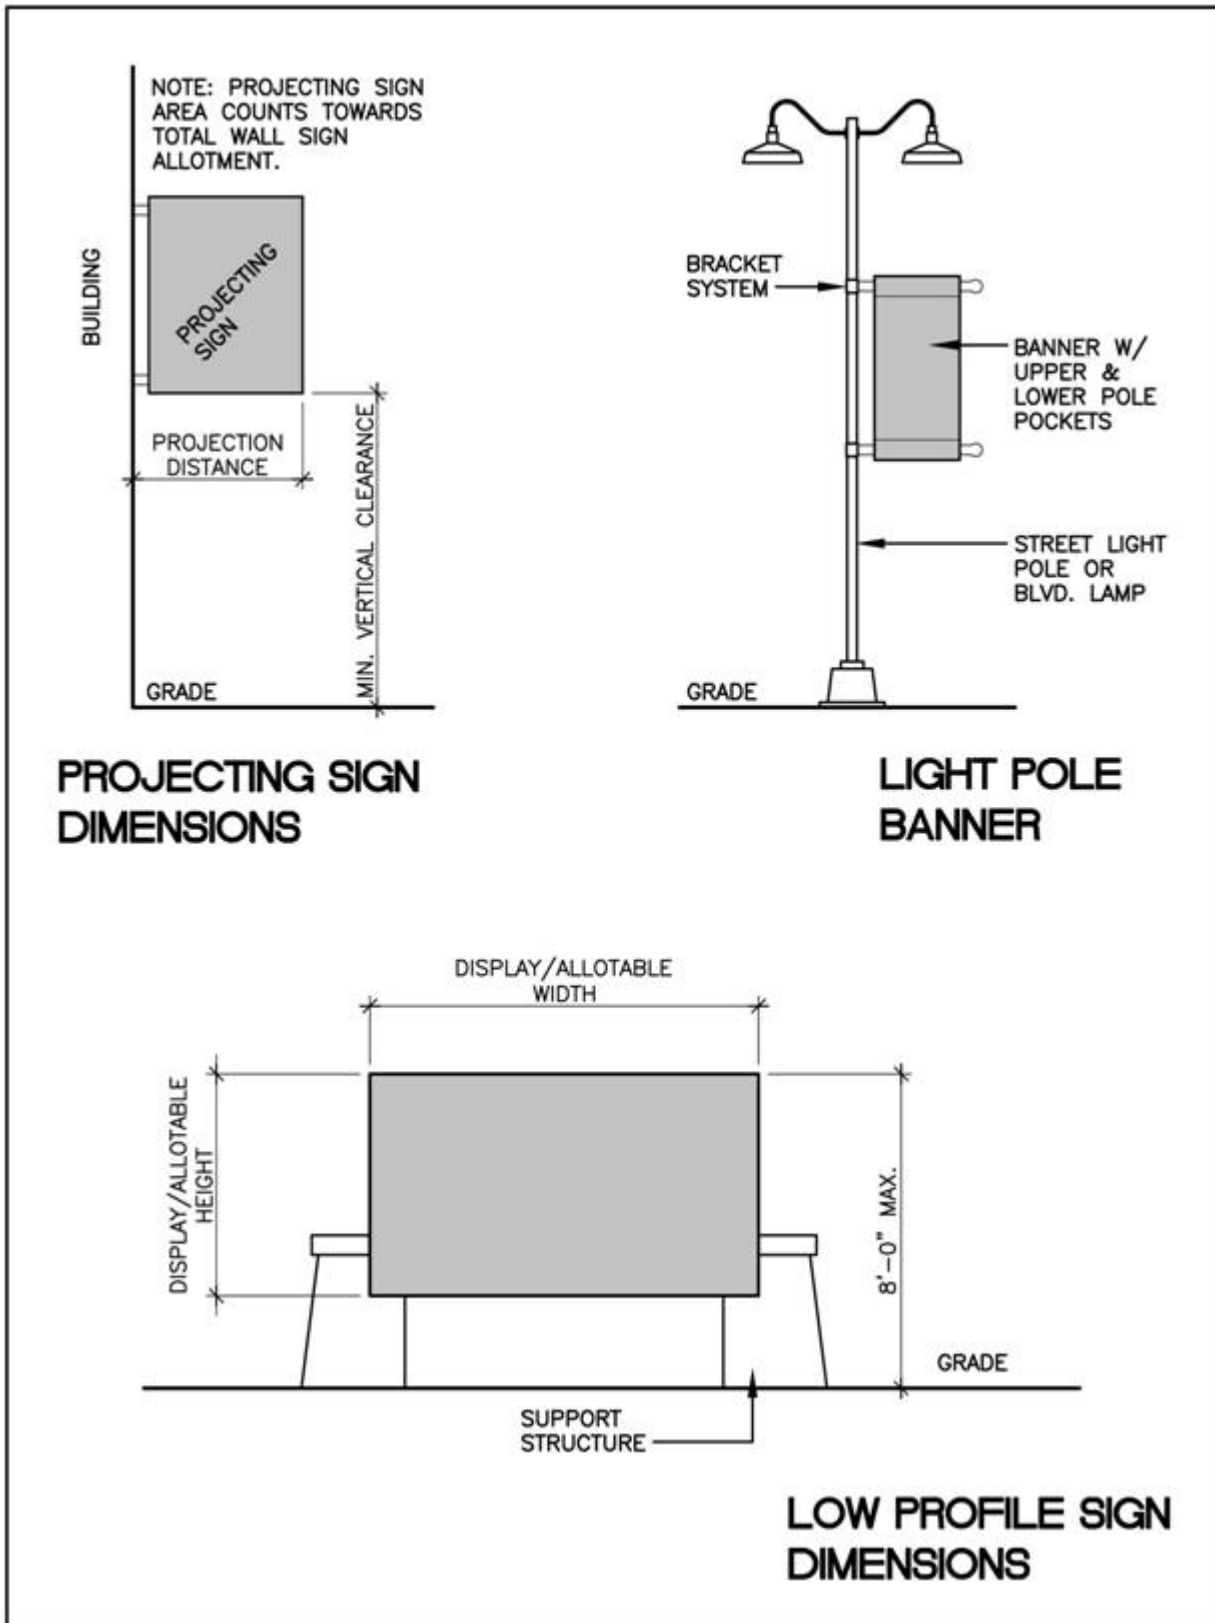 NOTE: PROJECTING SIGN
AREA COUNTS TOWARDS
TOTAL WALL SIGN
ALLOTMENT.
BUILDING
PROJECTING
SIGN
PROJECTION
DISTANCE
MIN. VERTICAL CLEARANCE
GRADE
PROJECTING SIGN
DIMENSIONS
BRACKET
SYSTEM
BANNER W/
UPPER &
LOWER POLE
POCKETS
STREET LIGHT
POLE OR
BLVD. LAMP
GRADE
LIGHT POLE
BANNER
DISPLAY/ALLOTABLE
WIDTH
DISPLAY/ALLOTABLE
HEIGHT
8'-0" MAX.
GRADE
SUPPORT
STRUCTURE
LOW PROFILE SIGN
DIMENSIONS